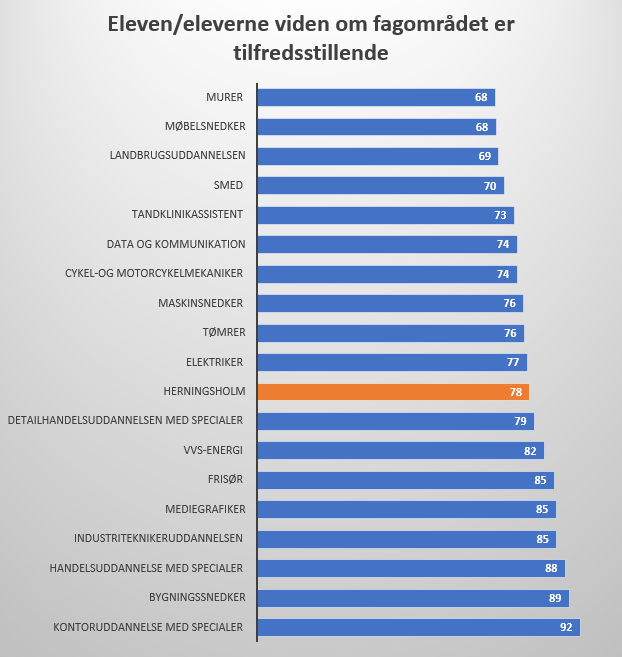 Eleven/eleverne viden om fagområdet er
tilfredsstillende
MURER 68
MØBELSNEDKER 68
LANDBRUGSUDDANNELSEN 69
SMED 70
TANDKLINIKASSISTENT 73
DATA OG KOMMUNIKATION 74
CYKEL-OG MOTORCYKELMEKANIKER 74
MASKINSNEDKER 76
TØMRER 76
ELEKTRIKER 77
HERNINGSHOLM 78
DETAILHANDELSUDDANNELSEN MED SPECIALER 79
VVS-ENERGI 82
FRISØR 85
MEDIEGRAFIKER 85
INDUSTRITEKNIKERUDDANNELSEN 85
HANDELSUDDANNELSE MED SPECIALER 88
BYGNINGSSNEDKER 89
KONTORUDDANNELSE MED SPECIALER 92